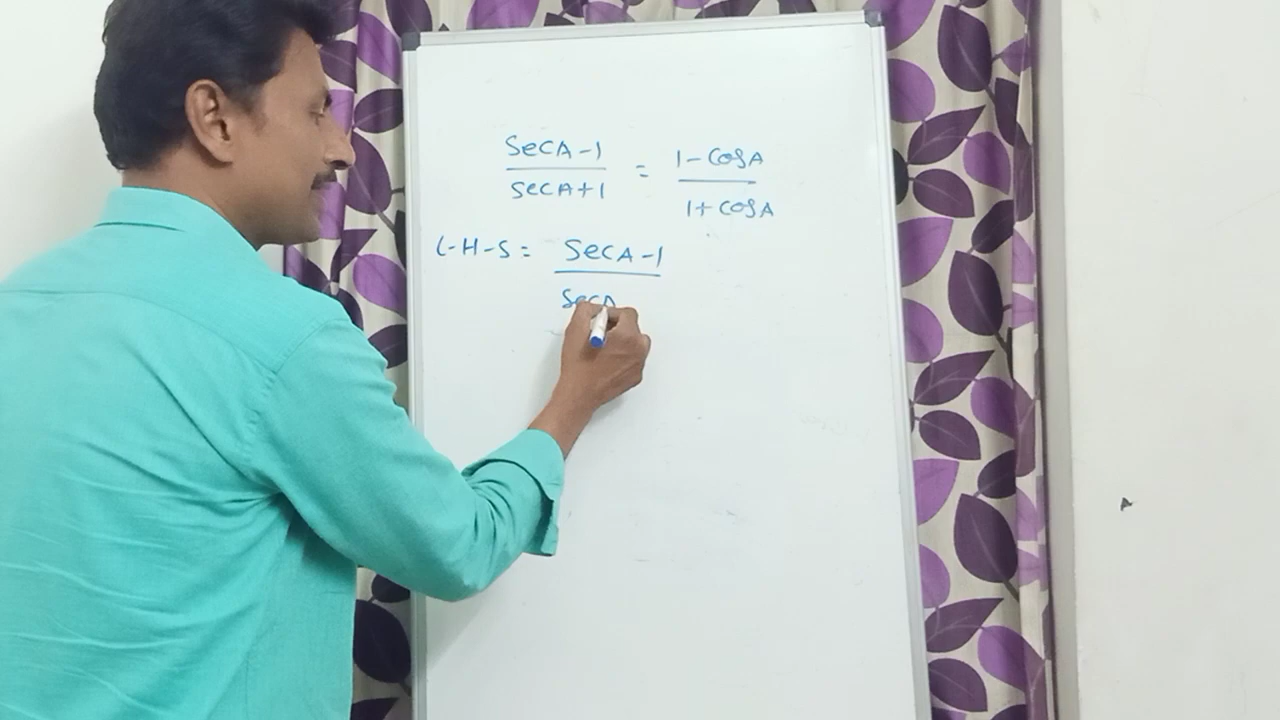 SecA-1
secA+1
=
1-CosA
1+cosA
L-H-S = SecA-1
SecA